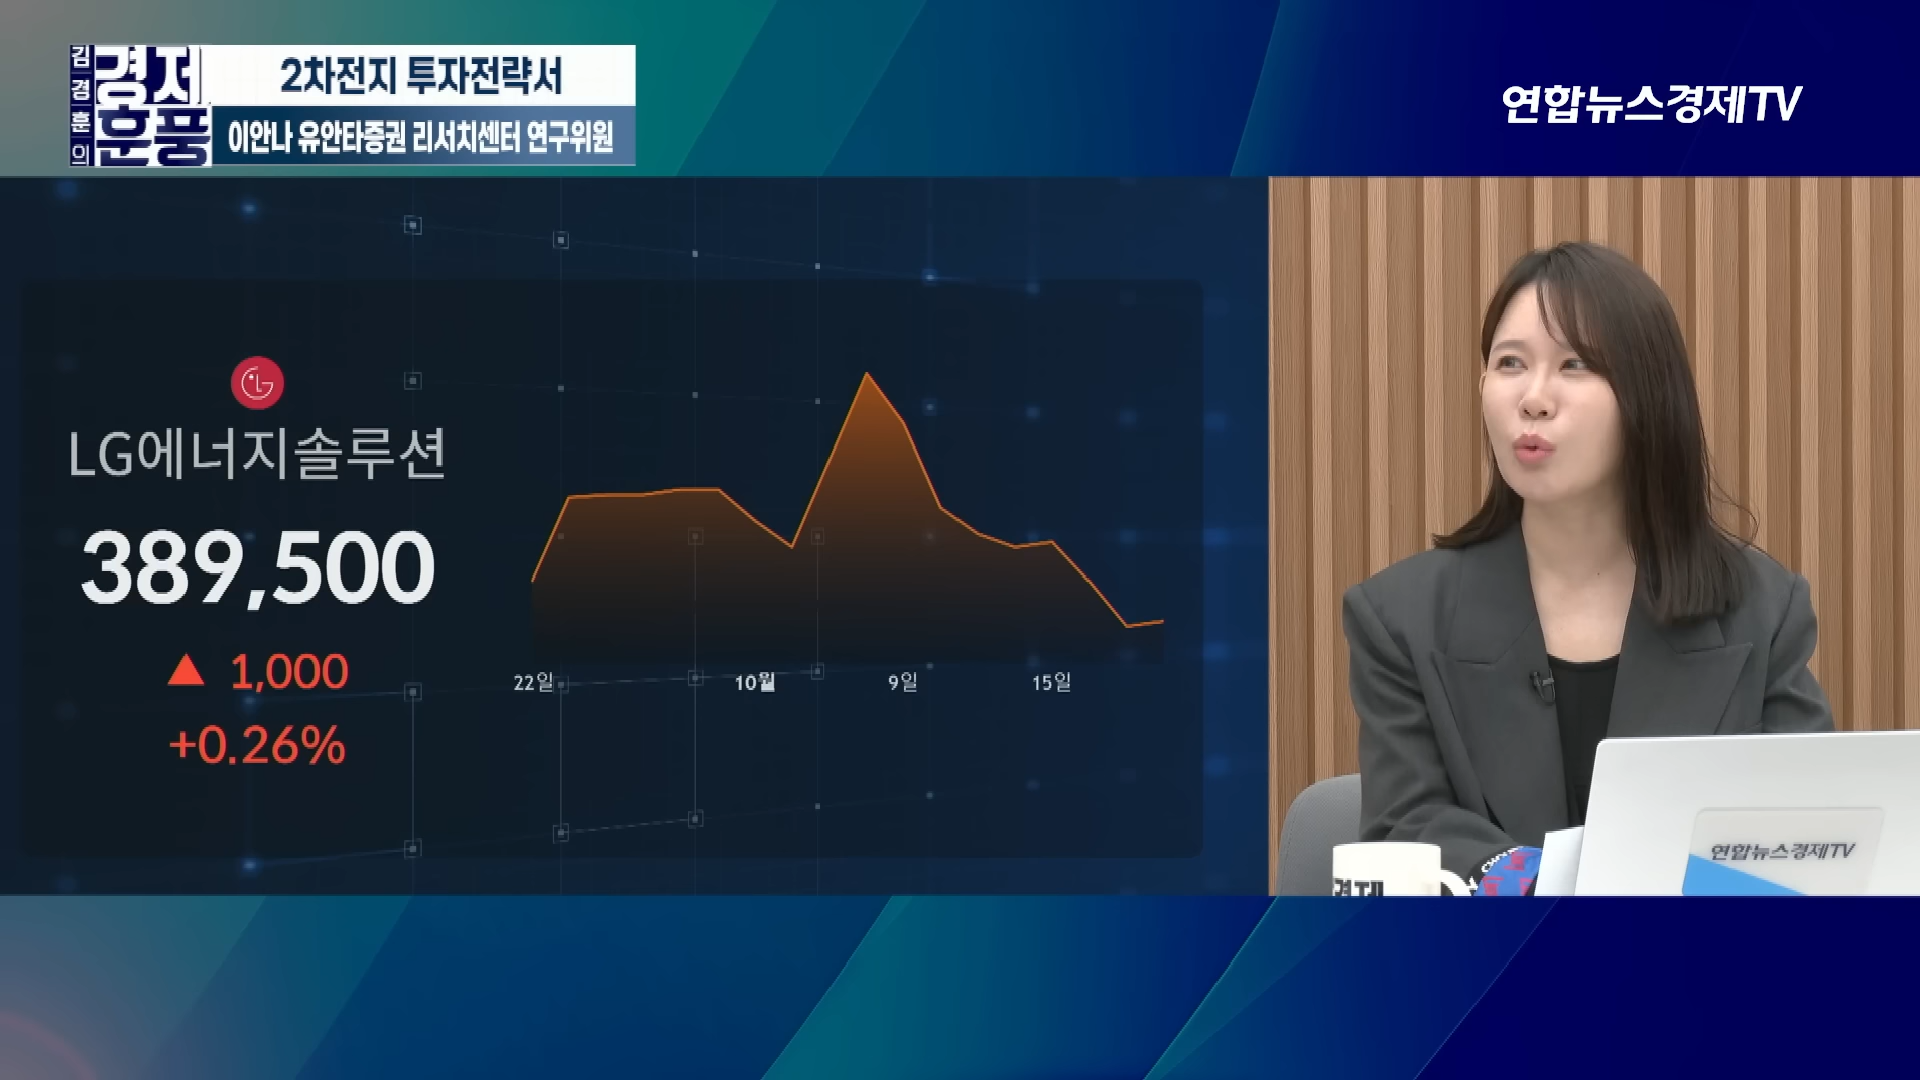 김경훈의
경제
훈풍
2차전지 투자전략서
이안나 유안타증권 리서치센터 연구위원
연합뉴스경제TV
LG
LG에너지솔루션
389,500
▲ 1,000
+0.26%
22일 10월 9일 15일
연합뉴스경제TV
경제